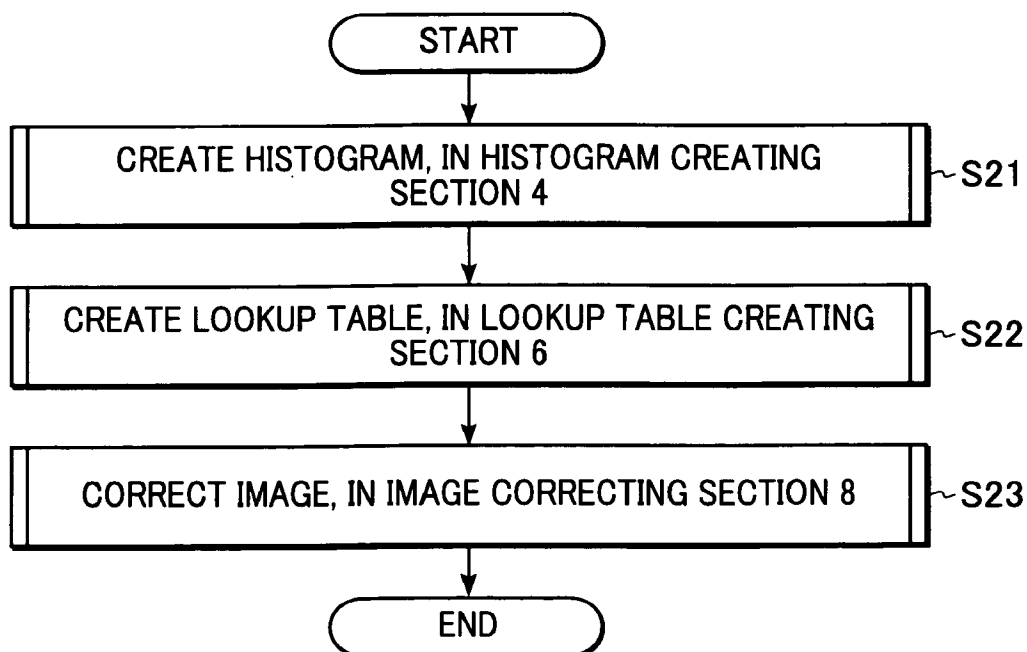 START
CREATE HISTOGRAM, IN HISTOGRAM CREATING
SECTION 4
S21
CREATE LOOKUP TABLE, IN LOOKUP TABLE CREATING
SECTION 6
S22
CORRECT IMAGE, IN IMAGE CORRECTING SECTION 8
S23
END